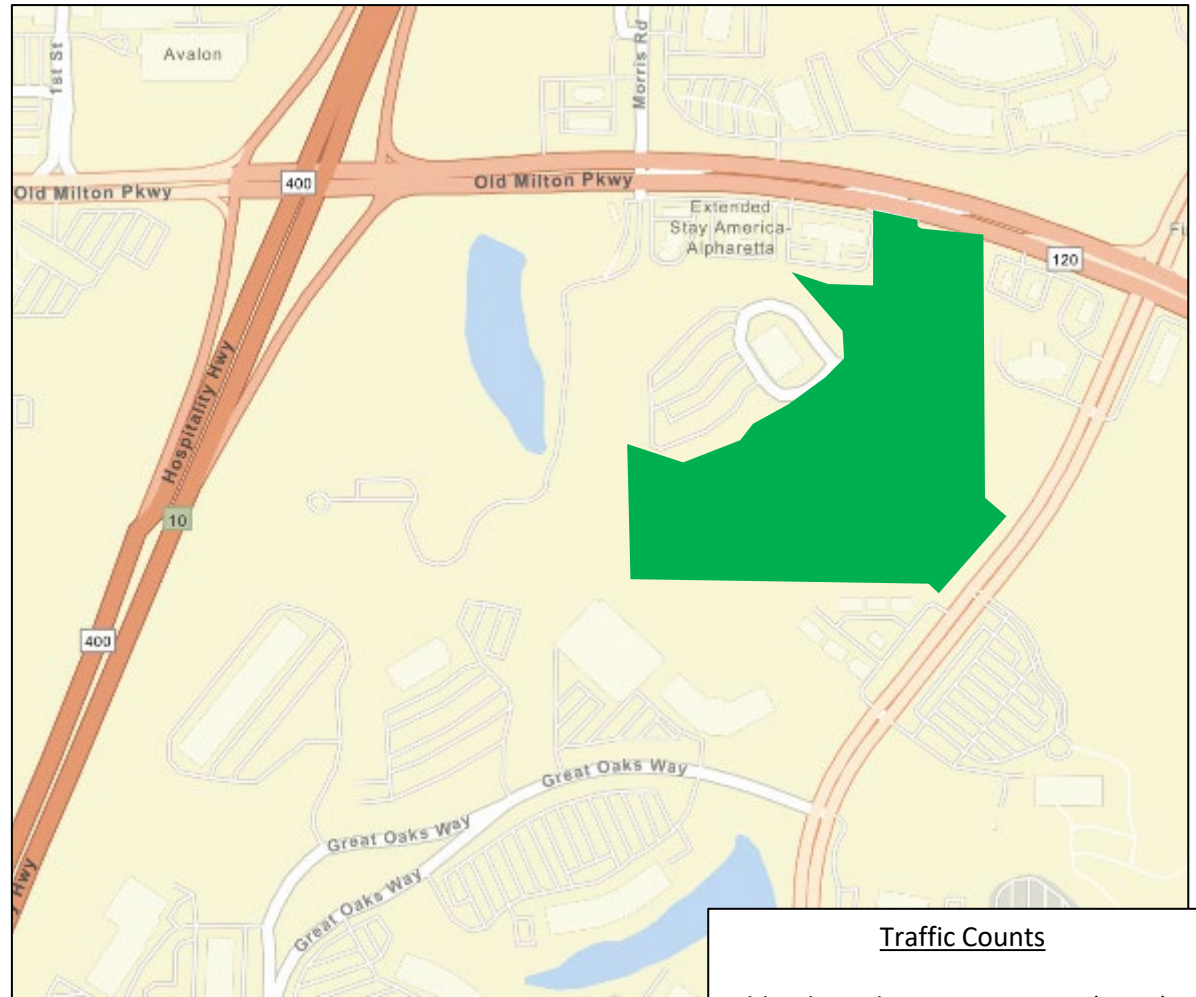 1st St
Avalon
Morris Rd
Old Milton Pkwy
400
Old Milton Pkwy
Extended
Stay America-
Alpharetta
120
Hospitality Hwy
10
400
Great Oaks Way
Great Oaks Way
Great Oaks Way
Hwy
Traffic Counts